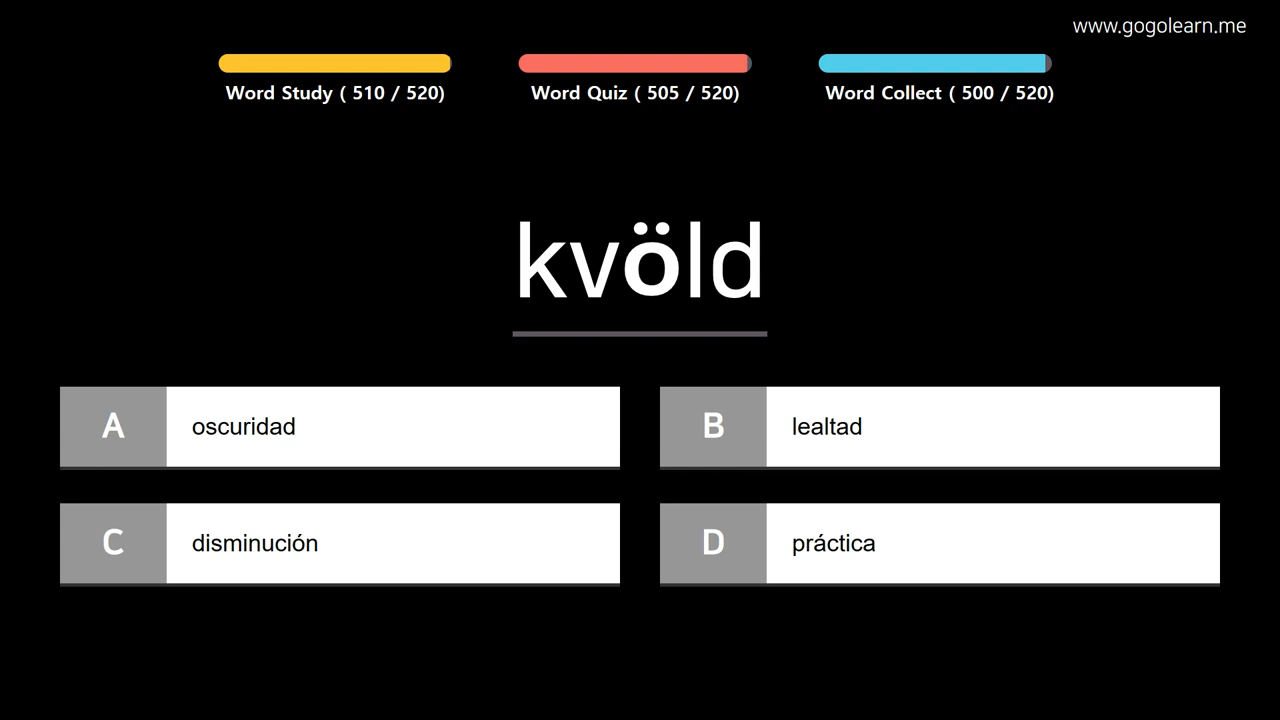 www.gogolearn.me
Word Study ( 510 / 520)
Word Quiz ( 505 / 520)
Word Collect ( 500 / 520)
kvöld
A
oscuridad
B
lealtad
C
disminución
D
práctica